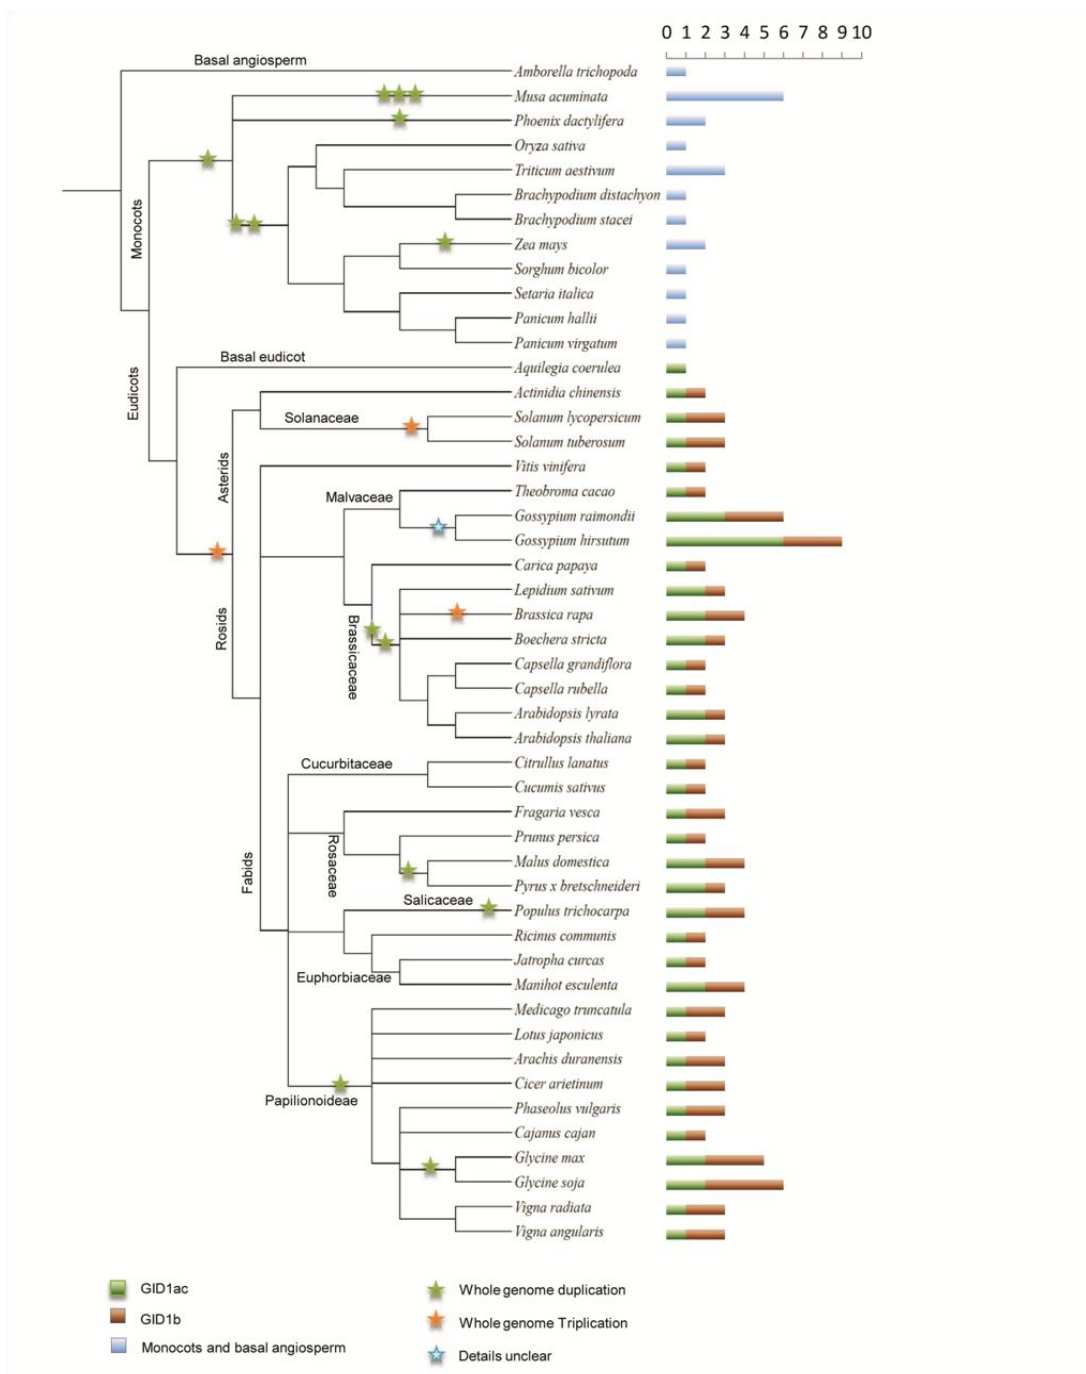 0 1 2 3 4 5 6 7 8 9 10
Basal angiosperm
Amborella trichopoda
Musa acuminata
Phoenix dactylifera
Oryza sativa
Triticum aestivum
Brachypodium distachyon
Monocots
Brachypodium stacei
Zea mays
Sorghum bicolor
Setaria italica
Panicum hallii
Panicum virgatum
Basal eudicot
Aquilegia coerulea
Eudicots
Actinidia chinensis
Solanaceae
Solanum lycopersicum
Solanum tuberosum
Asterids
Vitis vinifera
Malvaceae
Theobroma cacao
Gossypium raimondii
Gossypium hirsutum
Carica papaya
Lepidium sativum
Rosids
Brassica rapa
Boechera stricta
Brassicaceae
Capsella grandiflora
Capsella rubella
Arabidopsis lyrata
Arabidopsis thaliana
Cucurbitaceae
Citrullus lanatus
Cucumis sativus
Fragaria vesca
Prunus persica
Rosaceae
Fabids
Malus domestica
Pyrus x bretschneideri
Salicaceae
Populus trichocarpa
Ricinus communis
Jatropha curcas
Euphorbiaceae
Manihot esculenta
Medicago truncatula
Lotus japonicus
Arachis duranensis
Cicer arietinum
Papilionoideae
Phaseolus vulgaris
Cajanus cajan
Glycine max
Glycine soja
Vigna radiata
Vigna angularis
GID1ac
Whole genome duplication
GID1b
Whole genome Triplication
Monocots and basal angiosperm
Details unclear